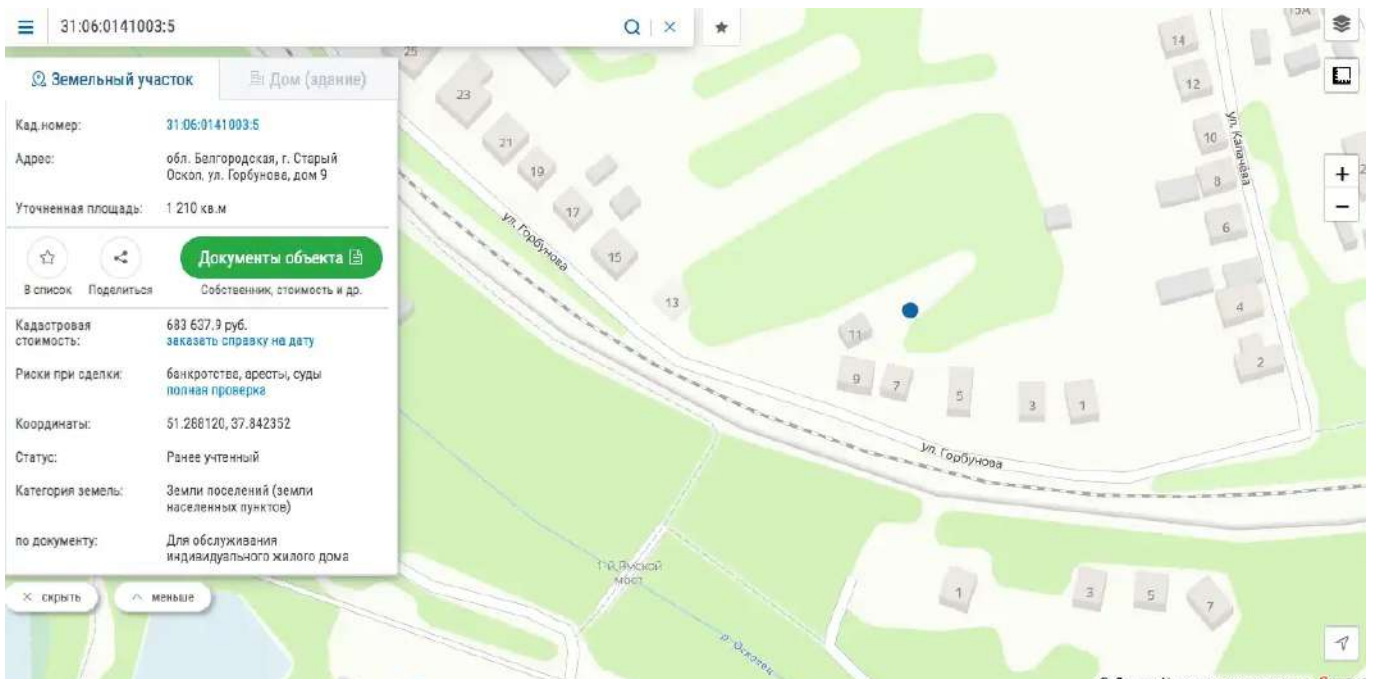 31:06:0141003:5
Земельный участок
Дом (здание)
Кад.номер:
31:06:0141003:5
Адрес:
обл. Белгородская, г. Старый
Оскол, ул. Горбунова, дом 9
Уточненная площадь:
1 210 кв.м
Документы объекта
В список
Поделиться
Собственник, стоимость и др.
Кадастровая
стоимость:
683 637.9 руб.
заказать справку на дату
Риски при сделки:
банкротства, аресты, суды
полная проверка
Координаты:
51.288120, 37.842352
Статус:
Ранее учтенный
Категория земель:
Земли поселений (земли
населенных пунктов)
по документу:
Для обслуживания
индивидуального жилого дома
× скрыть
меньше
25
23
21
19
17
15
13
11
9
7
5
3
1
ул. Горбунова
ул. Горбунова
15А
14
12
10
8
6
4
2
ул. Капачёва
+
−
1-й Ямской
мост
р. Осколец
1
3
5
7